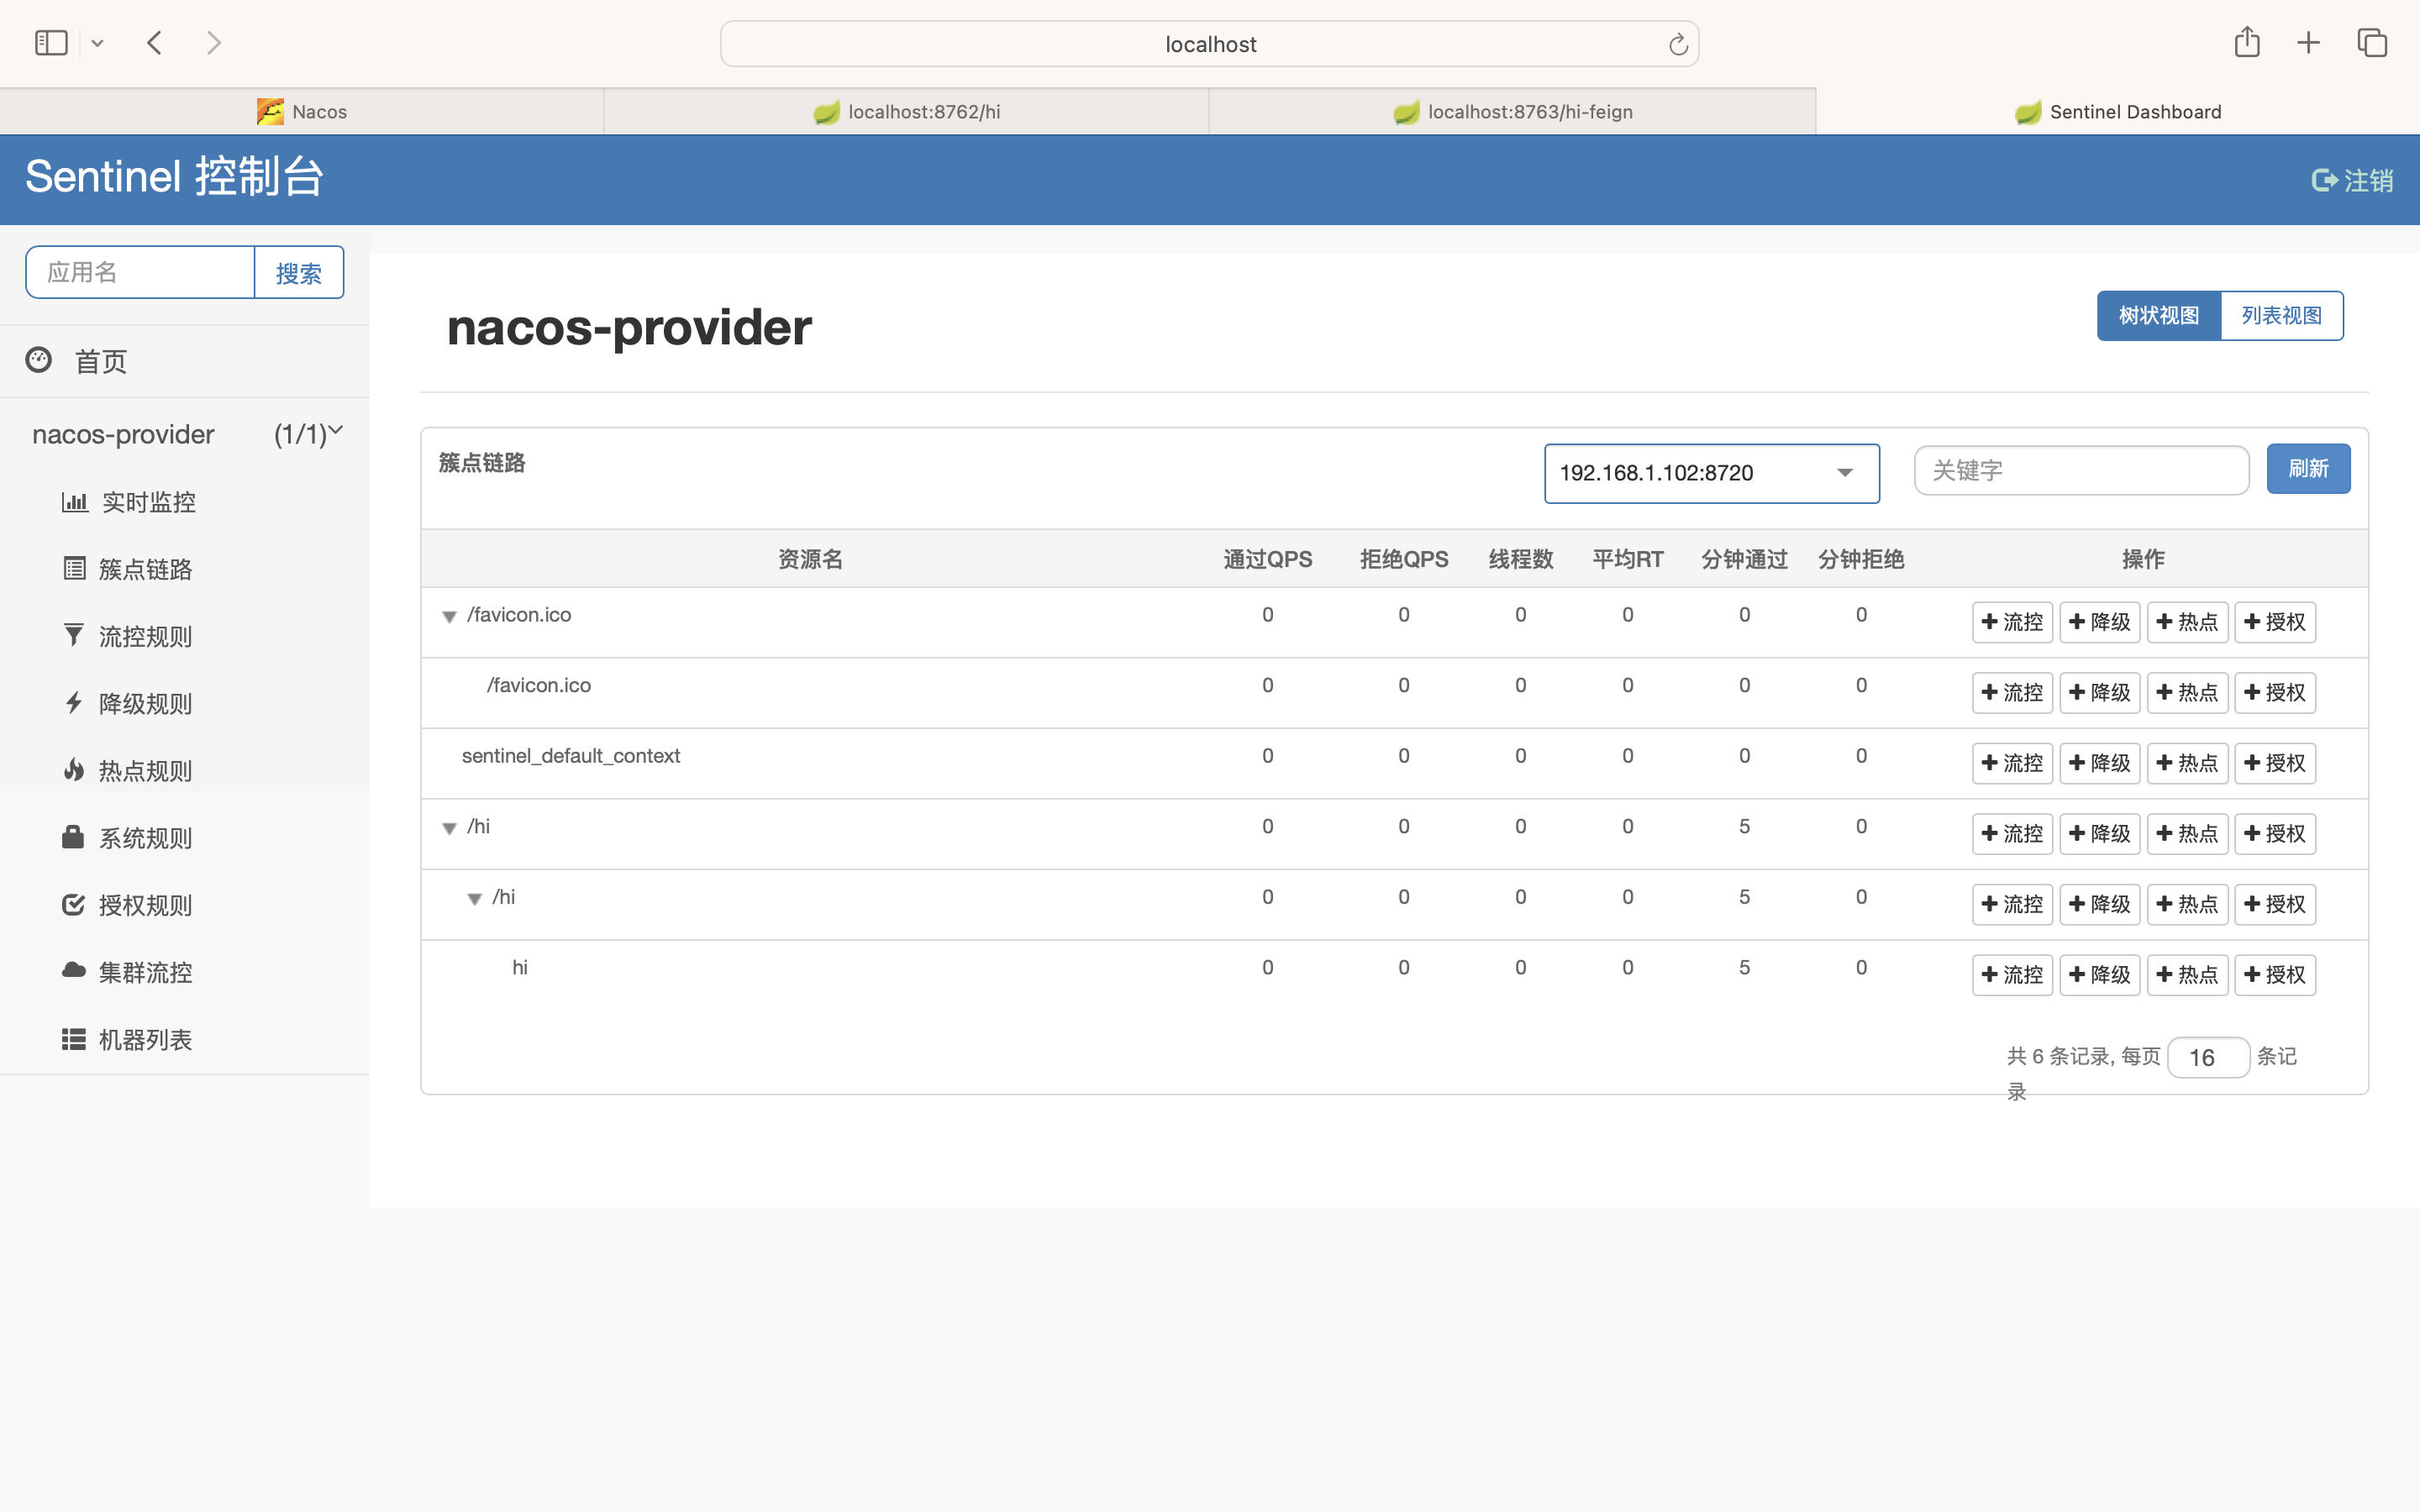 localhost
Nacos
localhost:8762/hi
localhost:8763/hi-feign
Sentinel Dashboard
Sentinel 控制台
注销
应用名 搜索
首页
nacos-provider (1/1)
实时监控
簇点链路
流控规则
降级规则
热点规则
系统规则
授权规则
集群流控
机器列表
nacos-provider
树状视图 列表视图
簇点链路 192.168.1.102:8720 关键字 刷新
资源名 通过QPS 拒绝QPS 线程数 平均RT 分钟通过 分钟拒绝 操作
/favicon.ico 0 0 0 0 0 0 流控 降级 热点 授权
/favicon.ico 0 0 0 0 0 0 流控 降级 热点 授权
sentinel_default_context 0 0 0 0 0 0 流控 降级 热点 授权
/hi 0 0 0 0 5 0 流控 降级 热点 授权
/hi 0 0 0 0 5 0 流控 降级 热点 授权
hi 0 0 0 0 5 0 流控 降级 热点 授权
共 6 条记录, 每页 16 条记
录